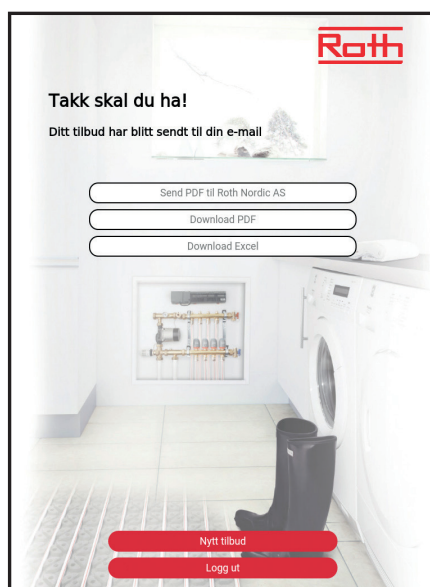 Roth
Takk skal du ha!
Ditt tilbud har blitt sendt til din e-mail
Send PDF til Roth Nordic AS
Download PDF
Download Excel
Nytt tilbud
Logg ut